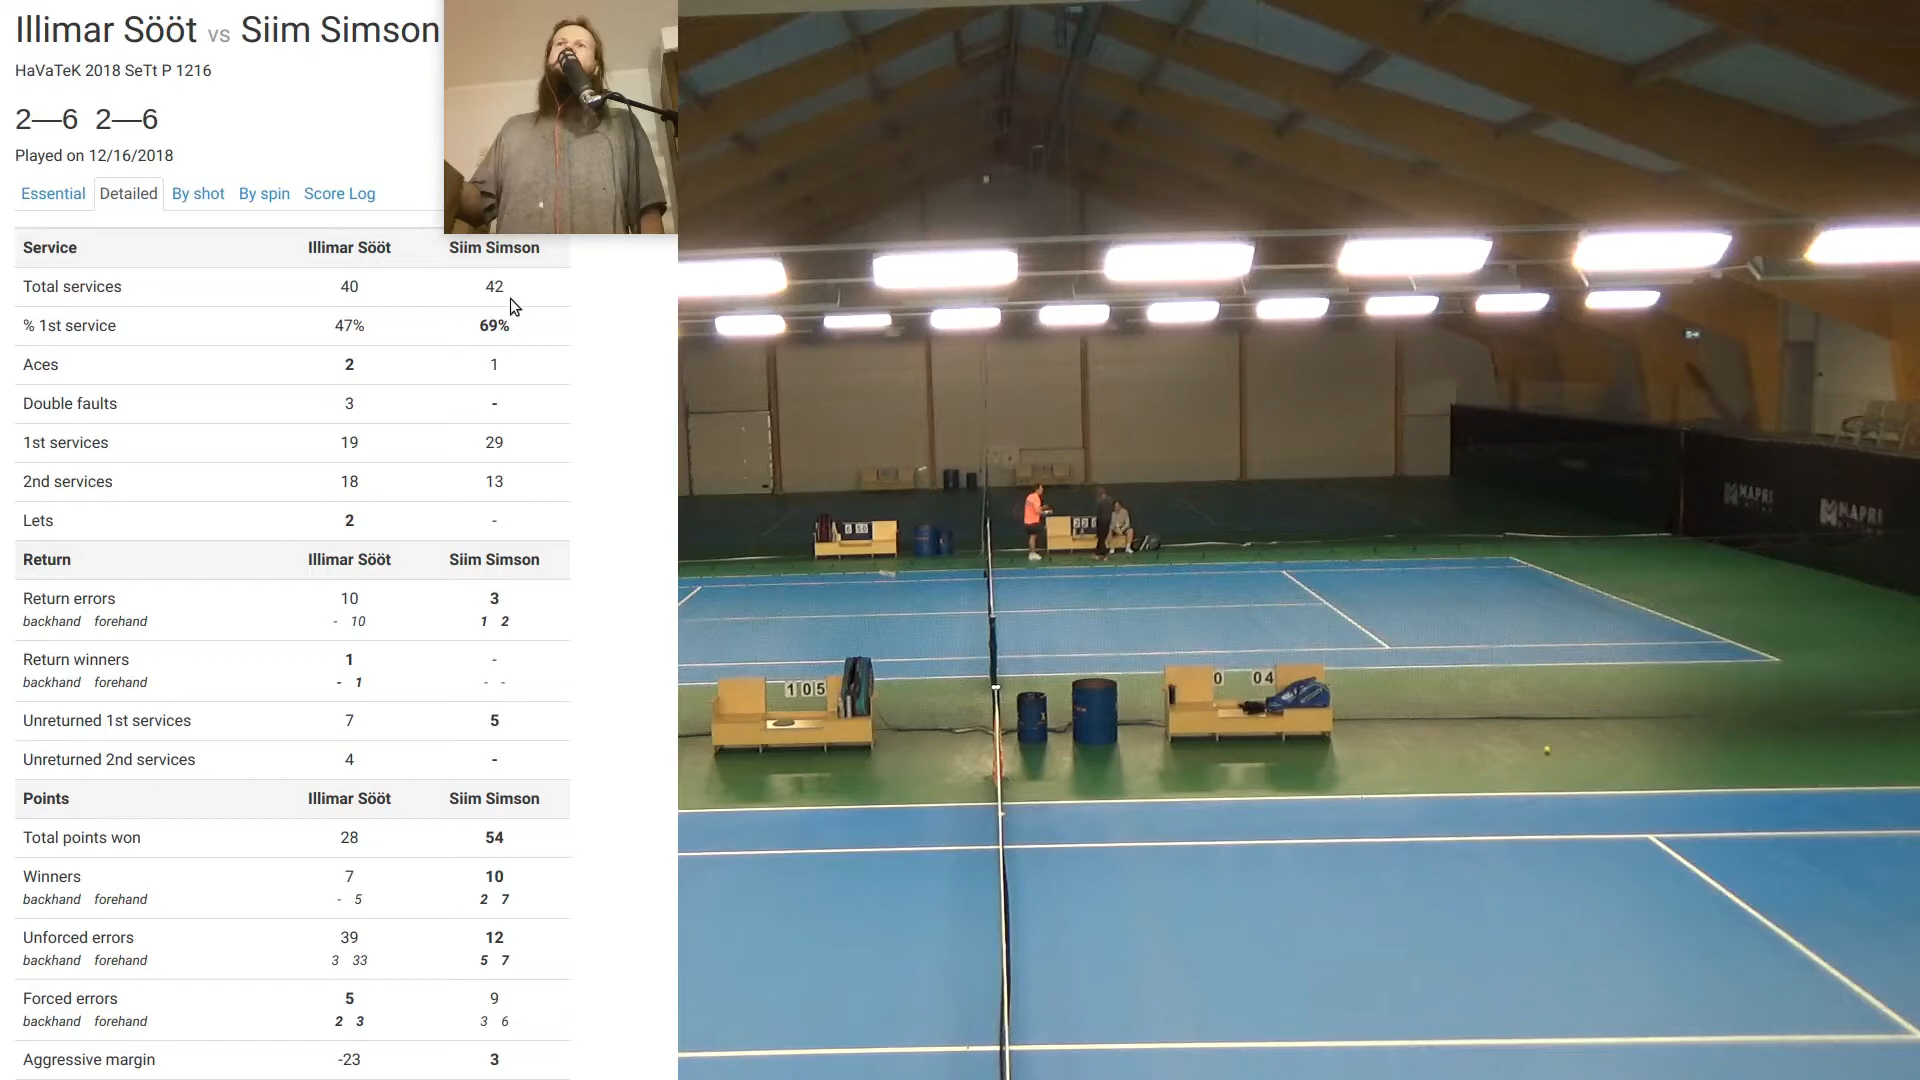 Illimar Sööt vs Siim Simson
HaVaTeK 2018 SeTt P 1216
2—6 2—6
Played on 12/16/2018
Essential Detailed By shot By spin Score Log
Service Illimar Sööt Siim Simson
Total services 40 42
% 1st service 47% 69%
Aces 2 1
Double faults 3 -
1st services 19 29
2nd services 18 13
Lets 2 -
Return Illimar Sööt Siim Simson
Return errors 10 3
backhand forehand - 10 1 2
Return winners 1 -
backhand forehand - 1 - -
Unreturned 1st services 7 5
Unreturned 2nd services 4 -
Points Illimar Sööt Siim Simson
Total points won 28 54
Winners 7 10
backhand forehand - 5 2 7
Unforced errors 39 12
backhand forehand 3 33 5 7
Forced errors 5 9
backhand forehand 2 3 3 6
Aggressive margin -23 3
MAPRI
MAPRI
105
0 04